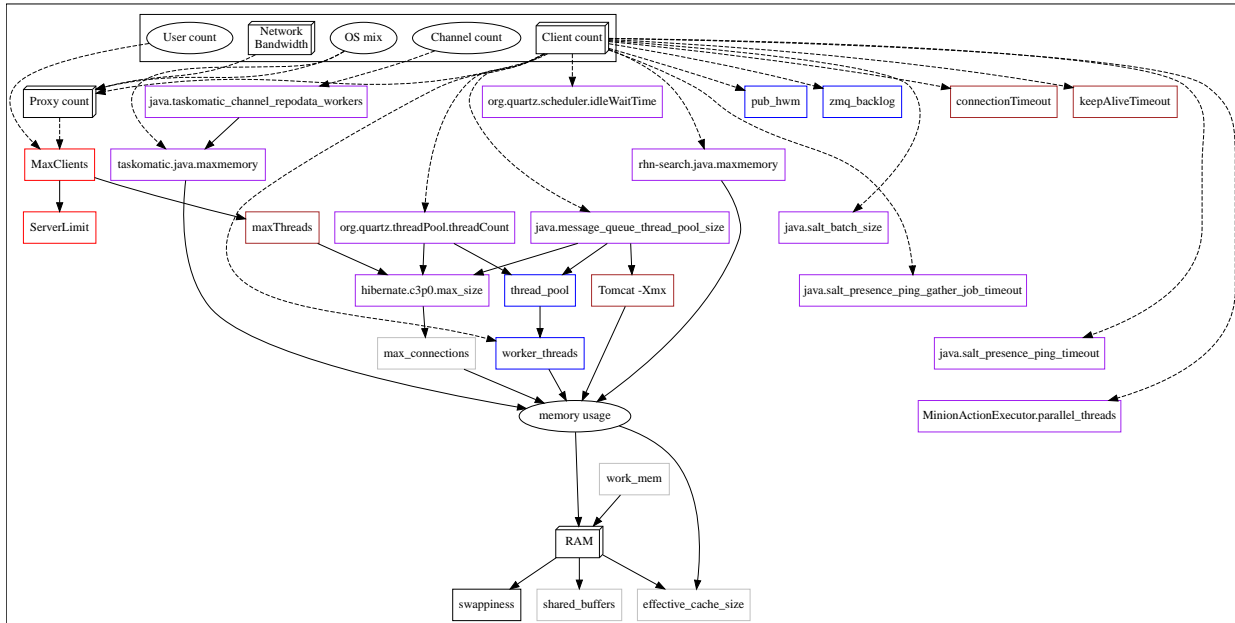 User count
Network
Bandwidth
OS mix
Channel count
Client count
Proxy count
java.taskomatic_channel_repodata_workers
org.quartz.scheduler.idleWaitTime
pub_hwm
zmq_backlog
connectionTimeout
keepAliveTimeout
MaxClients
taskomatic.java.maxmemory
rhn-search.java.maxmemory
ServerLimit
maxThreads
org.quartz.threadPool.threadCount
java.message_queue_thread_pool_size
java.salt_batch_size
hibernate.c3p0.max_size
thread_pool
Tomcat -Xmx
java.salt_presence_ping_gather_job_timeout
max_connections
worker_threads
java.salt_presence_ping_timeout
memory usage
MinionActionExecutor.parallel_threads
work_mem
RAM
swappiness
shared_buffers
effective_cache_size